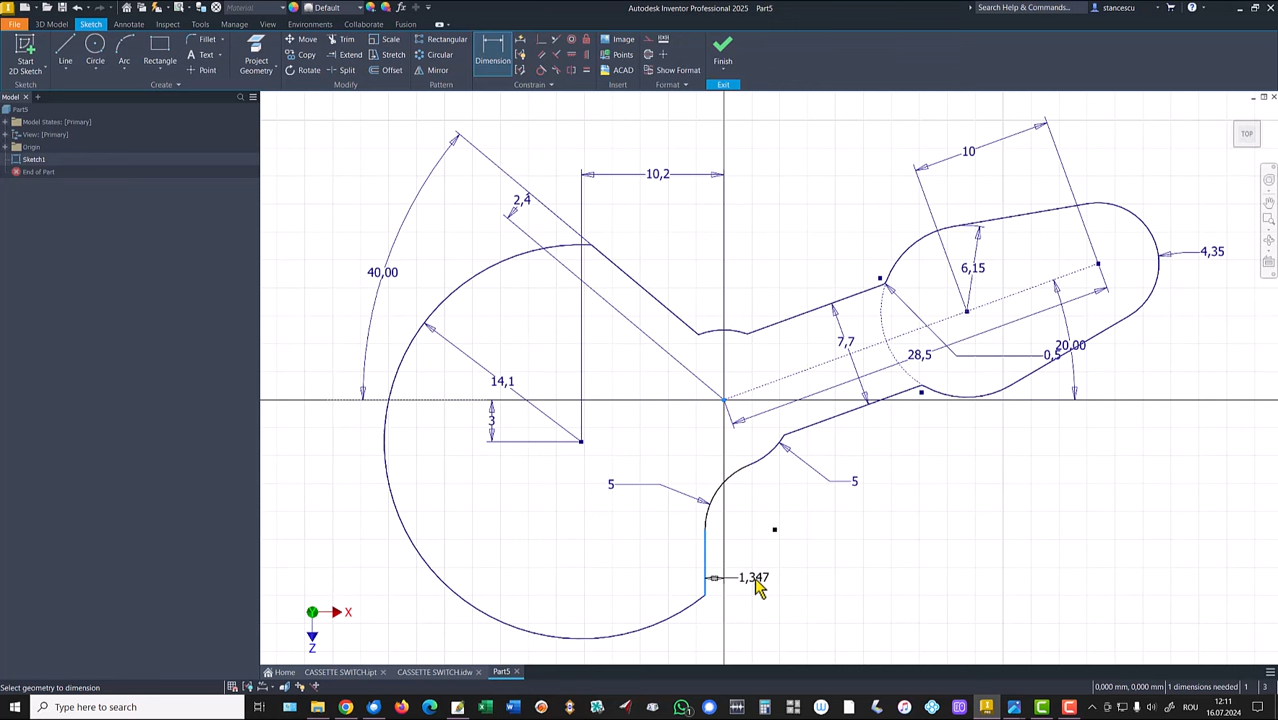 Material
Default
Autodesk Inventor Professional 2025
Part5
Search Help & Commands...
stancescu
File
3D Model
Sketch
Annotate
Inspect
Tools
Manage
View
Environments
Collaborate
Fusion
Start
2D Sketch
Line
Circle
Arc
Rectangle
Fillet
Text
Point
Project
Geometry
Move
Copy
Rotate
Trim
Extend
Split
Scale
Stretch
Offset
Rectangular
Circular
Mirror
Dimension
Image
Points
ACAD
Show Format
Finish
Sketch
Create
Modify
Pattern
Constrain
Insert
Format
Exit
Model
Part5
Model States: [Primary]
View: [Primary]
Origin
Sketch1
End of Part
TOP
10
10,2
2,4
40,00
4,35
6,15
7,7
28,5
0,5
20,00
14,1
3
5
5
1,347
X
Y
Z
Home
CASSETTE SWITCH.ipt
CASSETTE SWITCH.idw
Part5
Select geometry to dimension
0,000 mm, 0,000 mm
1 dimensions needed
1
3
Type here to search
ROU
12:11
16.07.2024